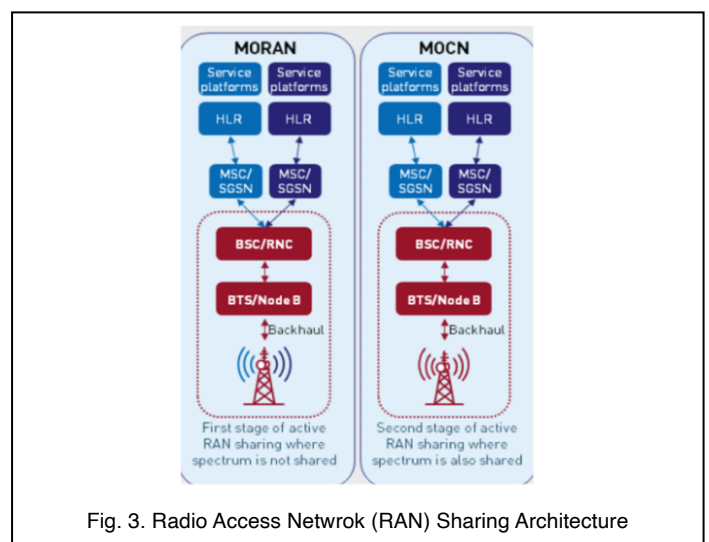 MORAN
Service platforms
Service platforms
HLR
HLR
MSC/
SGSN
MSC/
SGSN
BSC/RNC
BTS/Node B
Backhaul
First stage of active
RAN sharing where
spectrum is not shared
MOCN
Service platforms
Service platforms
HLR
HLR
MSC/
SGSN
MSC/
SGSN
BSC/RNC
BTS/Node B
Backhaul
Second stage of active
RAN sharing where
spectrum is also shared
Fig. 3. Radio Access Netwrok (RAN) Sharing Architecture